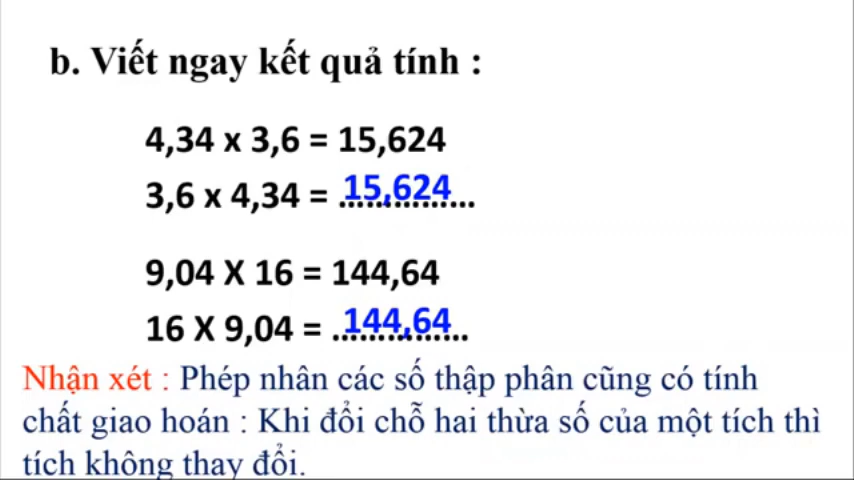 b. Viết ngay kết quả tính :
4,34 x 3,6 = 15,624
3,6 x 4,34 = 15,624
9,04 X 16 = 144,64
16 X 9,04 = 144,64
Nhận xét : Phép nhân các số thập phân cũng có tính
chất giao hoán : Khi đổi chỗ hai thừa số của một tích thì
tích không thay đổi.